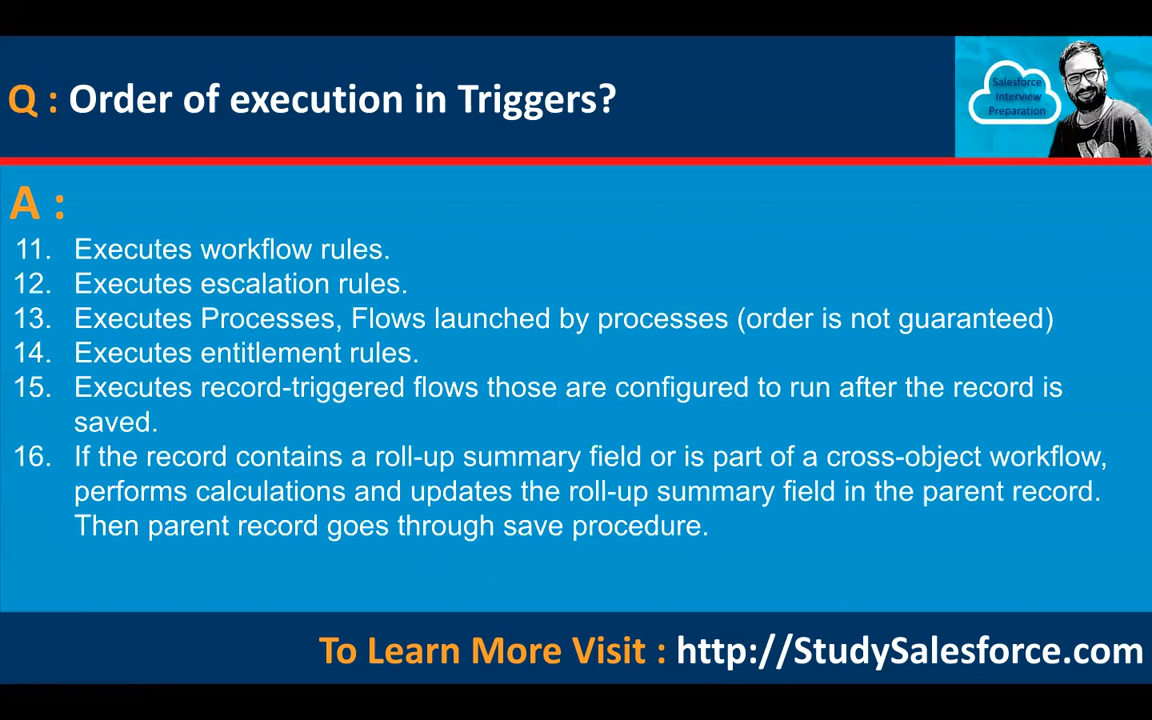 Q : Order of execution in Triggers?
Salesforce
Interview
Preparation
A :
11. Executes workflow rules.
12. Executes escalation rules.
13. Executes Processes, Flows launched by processes (order is not guaranteed)
14. Executes entitlement rules.
15. Executes record-triggered flows those are configured to run after the record is
saved.
16. If the record contains a roll-up summary field or is part of a cross-object workflow,
performs calculations and updates the roll-up summary field in the parent record.
Then parent record goes through save procedure.
To Learn More Visit : http://StudySalesforce.com